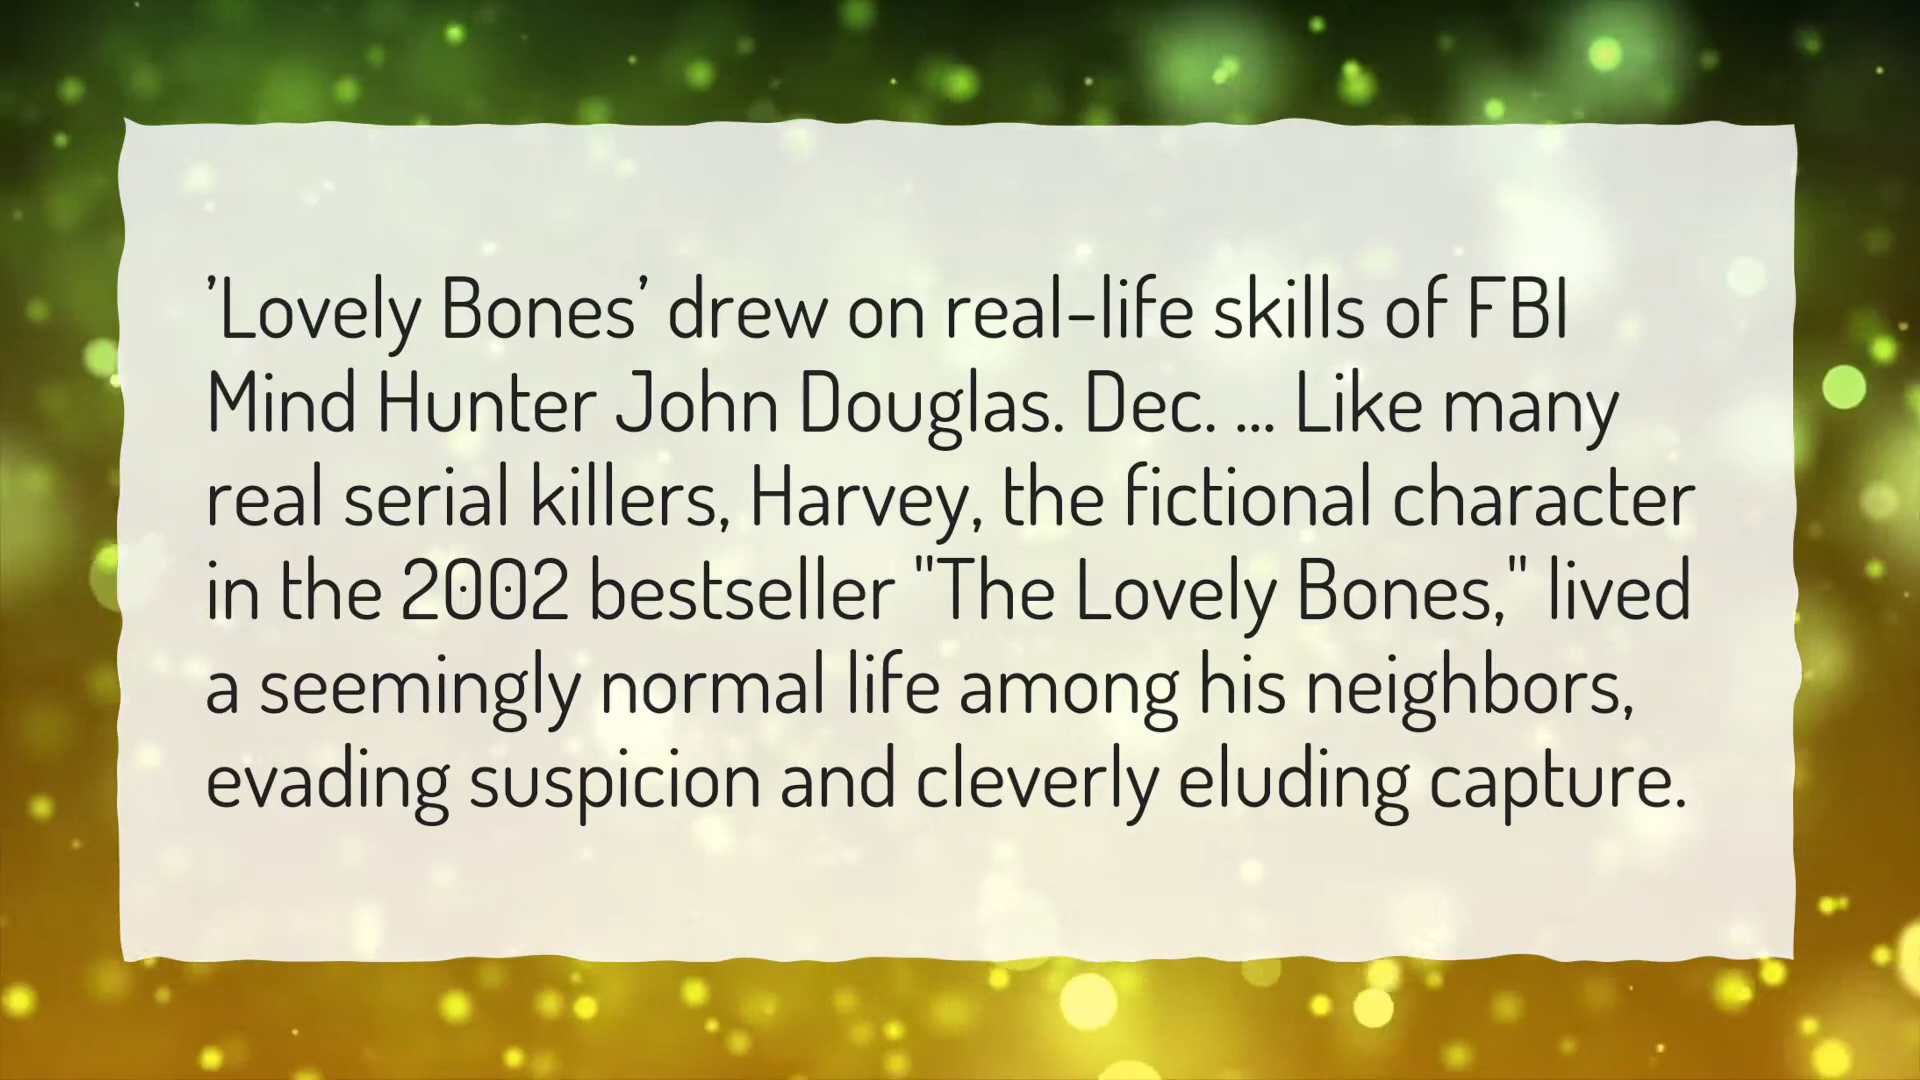 ’Lovely Bones’ drew on real-life skills of FBI
Mind Hunter John Douglas. Dec. ... Like many
real serial killers, Harvey, the fictional character
in the 2002 bestseller "The Lovely Bones," lived
a seemingly normal life among his neighbors,
evading suspicion and cleverly eluding capture.